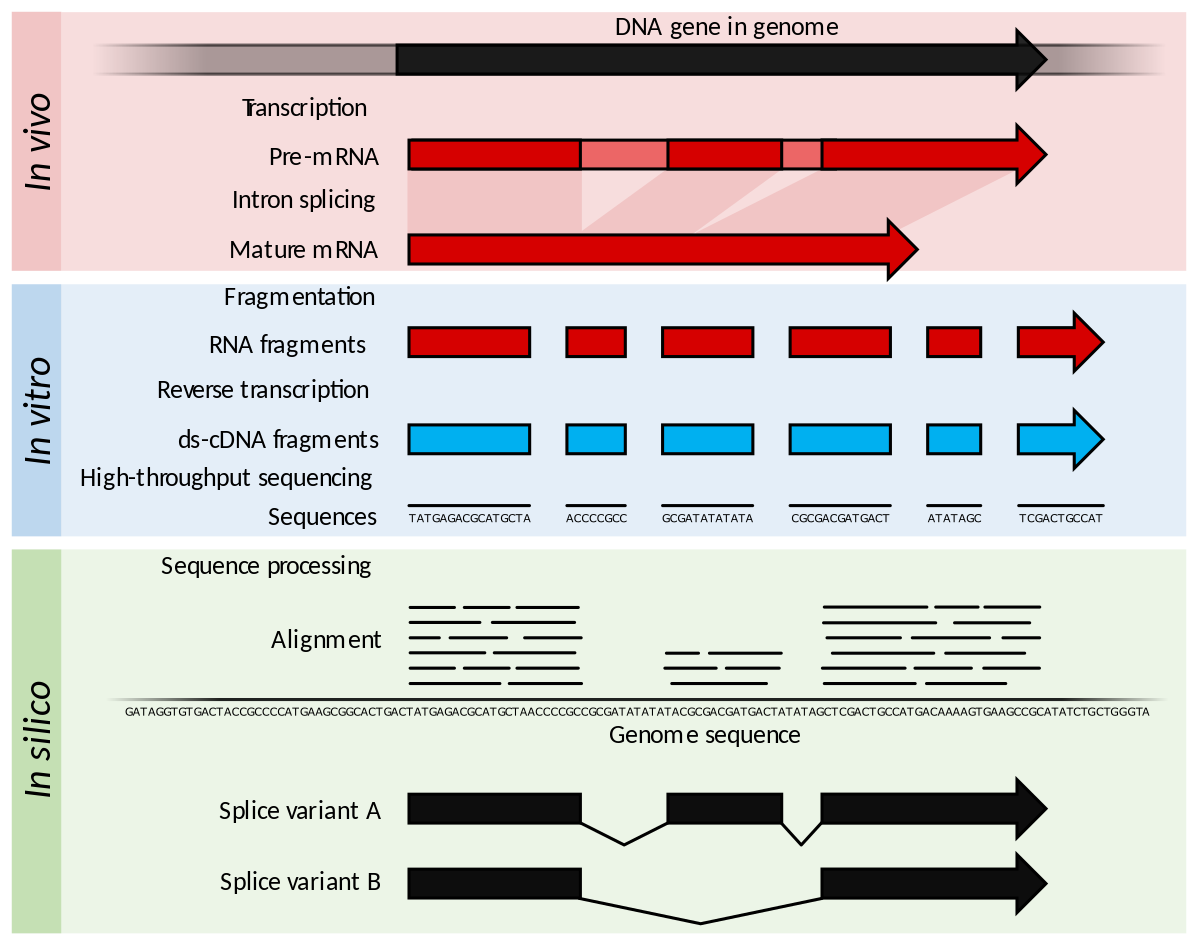 In vivo
DNA gene in genome
Transcription
Pre-mRNA
Intron splicing
Mature mRNA
In vitro
Fragmentation
RNA fragments
Reverse transcription
ds-cDNA fragments
High-throughput sequencing
Sequences TATGAGACGCATGCTA ACCCCGCC GCGATATATATA CGCGACGATGACT ATATAGC TCGACTGCCAT
In silico
Sequence processing
Alignment
GATAGGTGTGACTACCGCCCCATGAAGCGGCACTGACTATGAGACGCATGCTAACCCCGCCGCGATATATATACGCGACGATGACTATATAGCTCGACTGCCATGACAAAAGTGAAGCCGCATATCTGCTGGGTA
Genome sequence
Splice variant A
Splice variant B